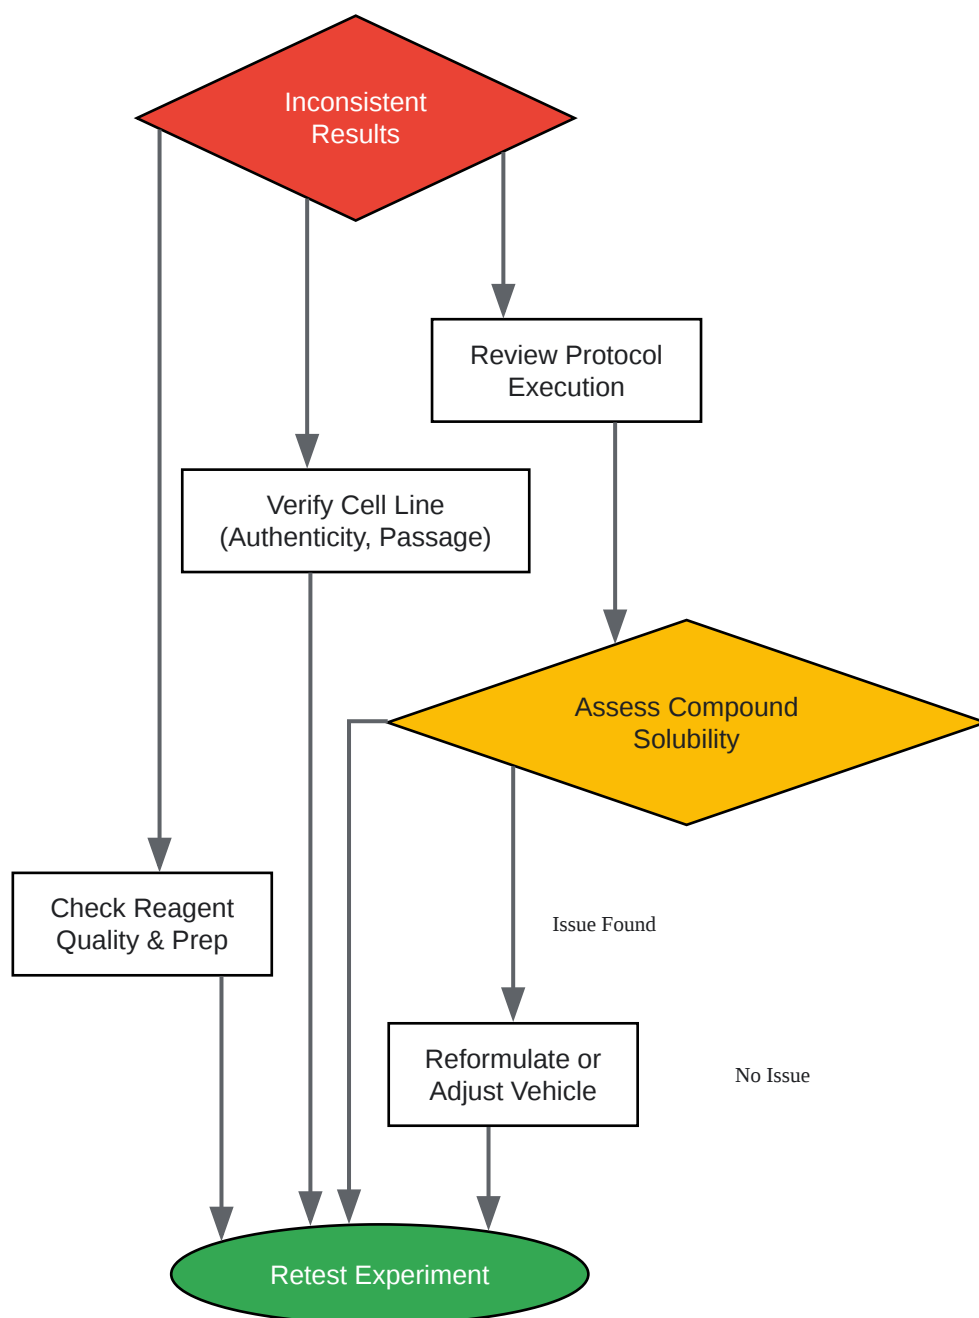 Inconsistent
Results
Review Protocol
Execution
Verify Cell Line
(Authenticity, Passage)
Assess Compound
Solubility
Check Reagent
Quality & Prep
Issue Found
Reformulate or
Adjust Vehicle
No Issue
Retest Experiment